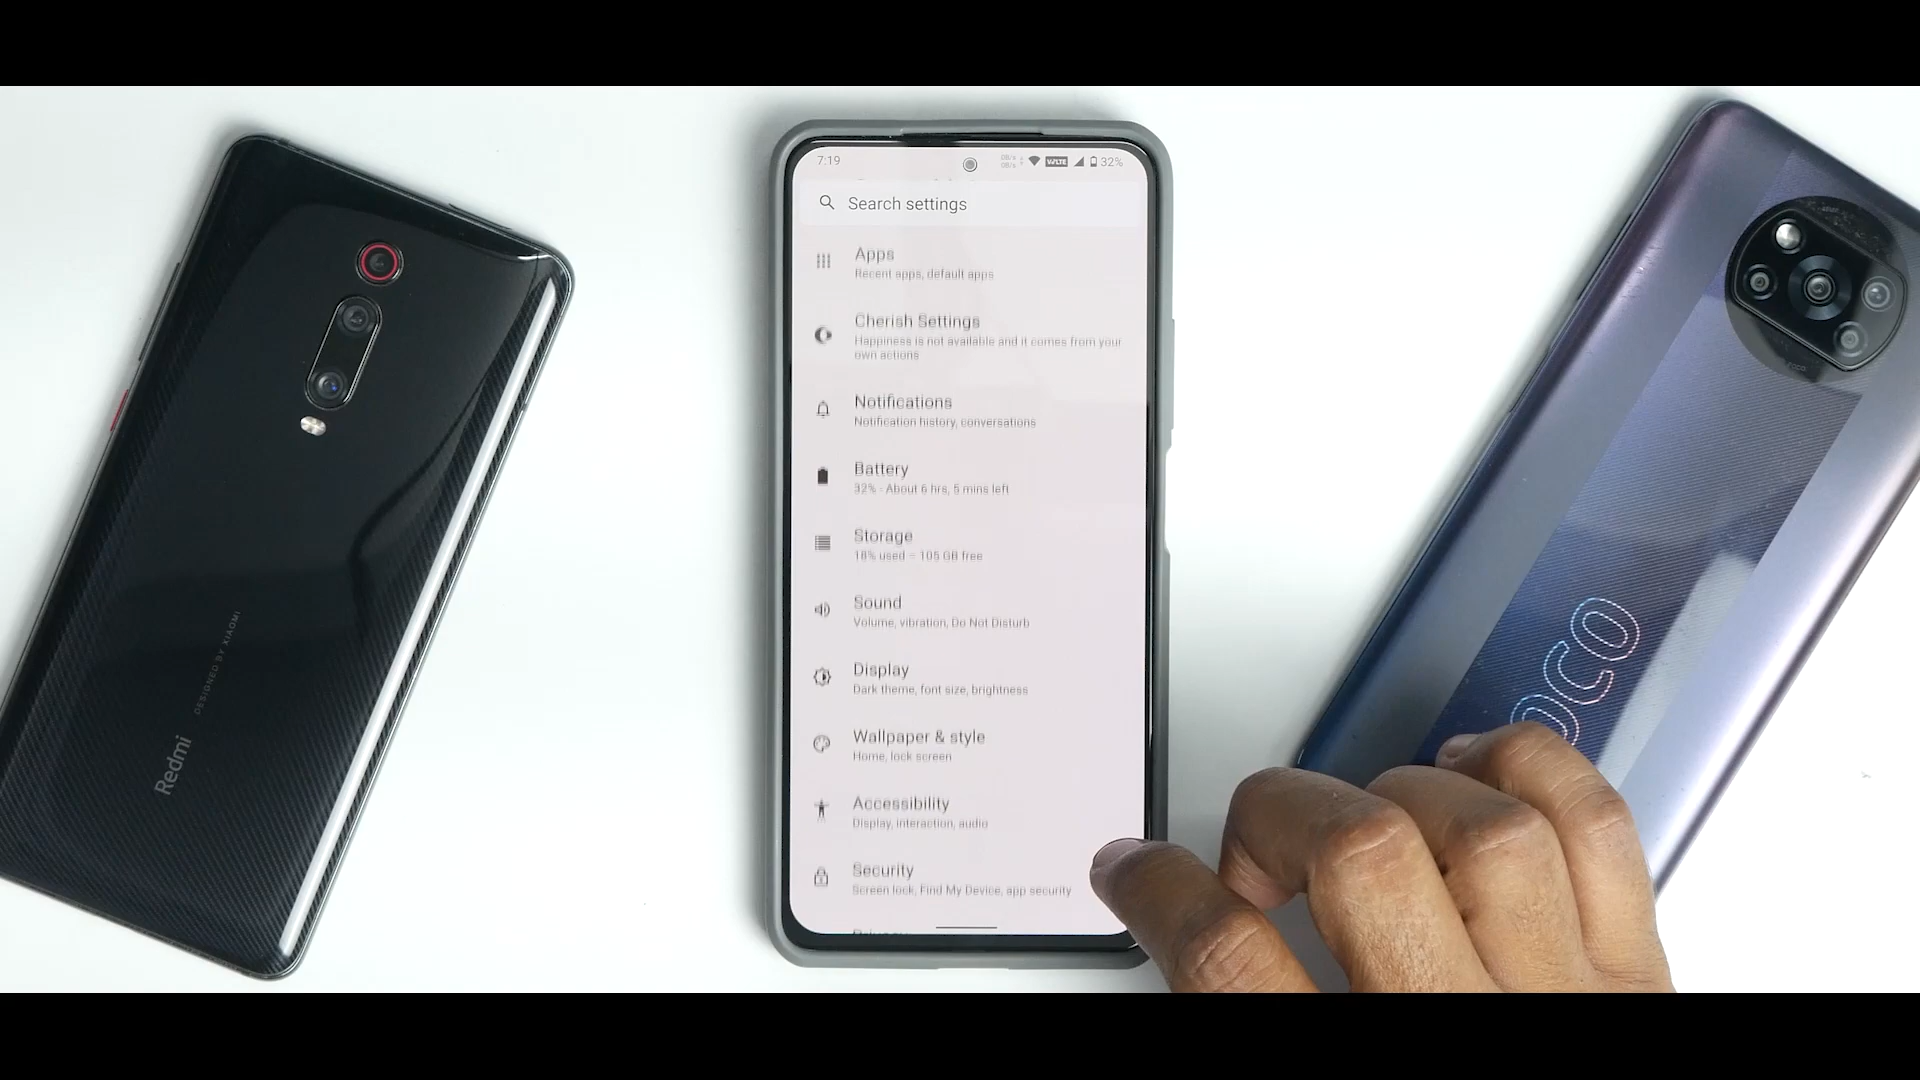 7:19
VoLTE
32%
Search settings
Apps
Recent apps, default apps
Cherish Settings
Happiness is not available and it comes from your
own actions
Notifications
Notification history, conversations
Battery
32% - About 6 hrs, 5 mins left
Storage
18% used - 105 GB free
Sound
Volume, vibration, Do Not Disturb
Display
Dark theme, font size, brightness
Wallpaper & style
Home, lock screen
Accessibility
Display, interaction, audio
Security
Screen lock, Find My Device, app security
Redmi
DESIGNED BY XIAOMI